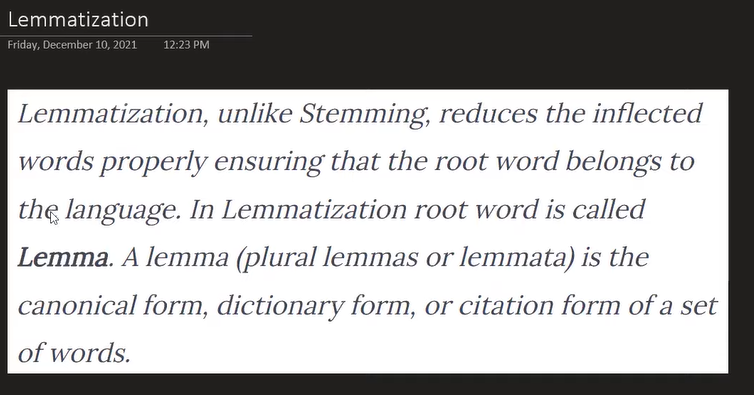 Lemmatization
Friday, December 10, 2021 12:23 PM
Lemmatization, unlike Stemming, reduces the inflected
words properly ensuring that the root word belongs to
the language. In Lemmatization root word is called
Lemma. A lemma (plural lemmas or lemmata) is the
canonical form, dictionary form, or citation form of a set
of words.